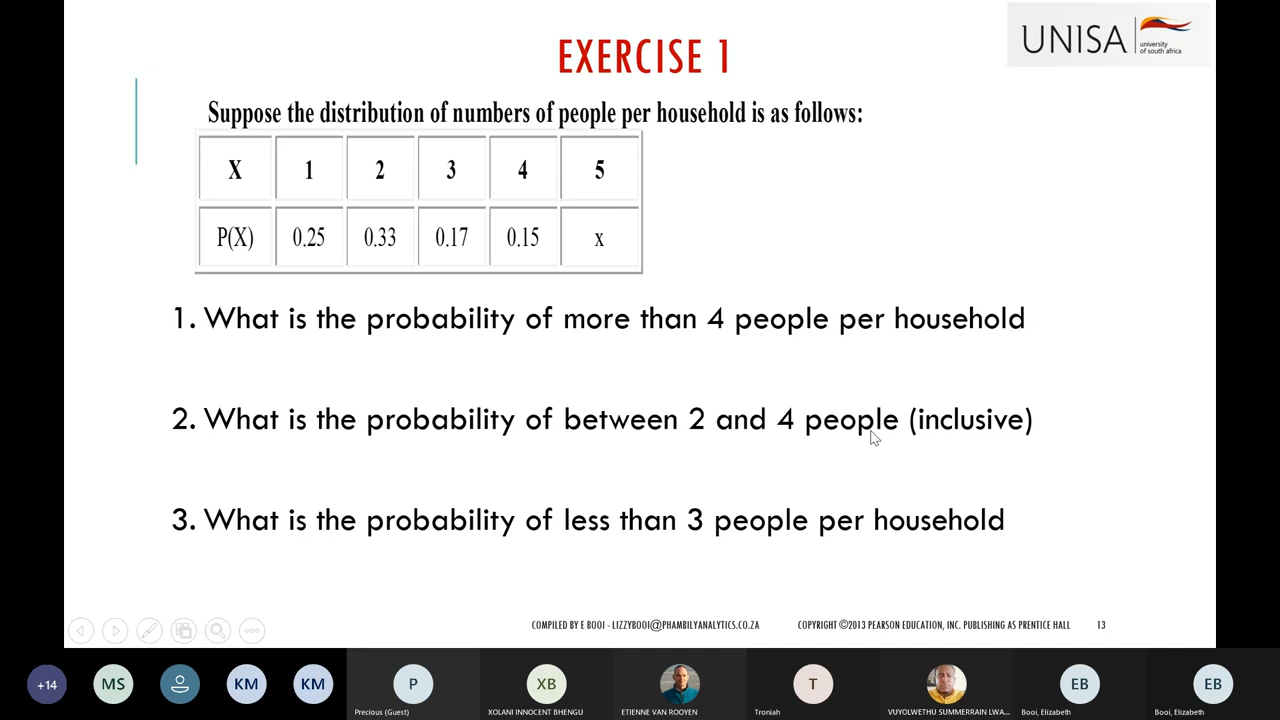 UNISA
university
of south africa
EXERCISE 1
Suppose the distribution of numbers of people per household is as follows:
X 1 2 3 4 5
P(X) 0.25 0.33 0.17 0.15 x
1. What is the probability of more than 4 people per household
2. What is the probability of between 2 and 4 people (inclusive)
3. What is the probability of less than 3 people per household
COMPILED BY E BOOI - LIZZYBOOI@PHAMBILYANALYTICS.CO.ZA COPYRIGHT ©2013 PEARSON EDUCATION, INC. PUBLISHING AS PRENTICE HALL 13
+14 MS KM KM P XB T EB EB
Precious (Guest) XOLANI INNOCENT BHENGU ETIENNE VAN ROOYEN Troniah VUYOLWETHU SUMMERRAIN LWA... Booi, Elizabeth Booi, Elizabeth